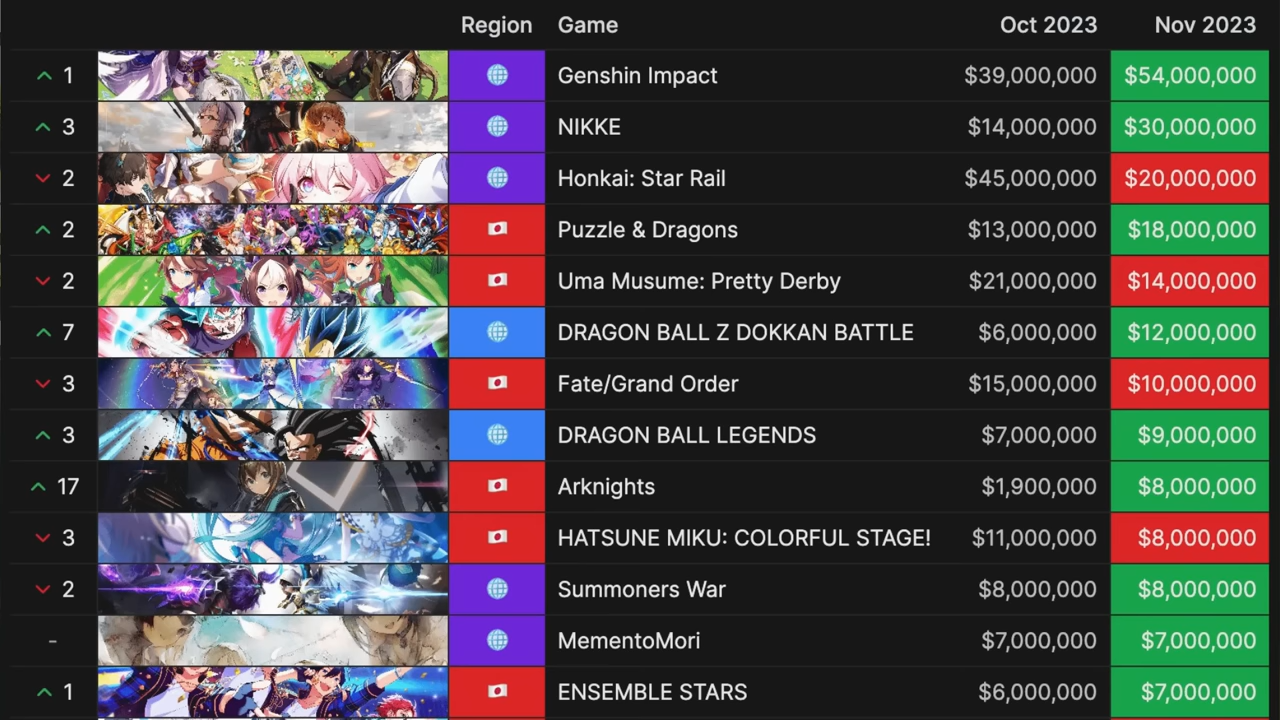 Region Game Oct 2023 Nov 2023
1 Genshin Impact $39,000,000 $54,000,000
3 NIKKE $14,000,000 $30,000,000
2 Honkai: Star Rail $45,000,000 $20,000,000
2 Puzzle & Dragons $13,000,000 $18,000,000
2 Uma Musume: Pretty Derby $21,000,000 $14,000,000
7 DRAGON BALL Z DOKKAN BATTLE $6,000,000 $12,000,000
3 Fate/Grand Order $15,000,000 $10,000,000
3 DRAGON BALL LEGENDS $7,000,000 $9,000,000
17 Arknights $1,900,000 $8,000,000
3 HATSUNE MIKU: COLORFUL STAGE! $11,000,000 $8,000,000
2 Summoners War $8,000,000 $8,000,000
- MementoMori $7,000,000 $7,000,000
1 ENSEMBLE STARS $6,000,000 $7,000,000